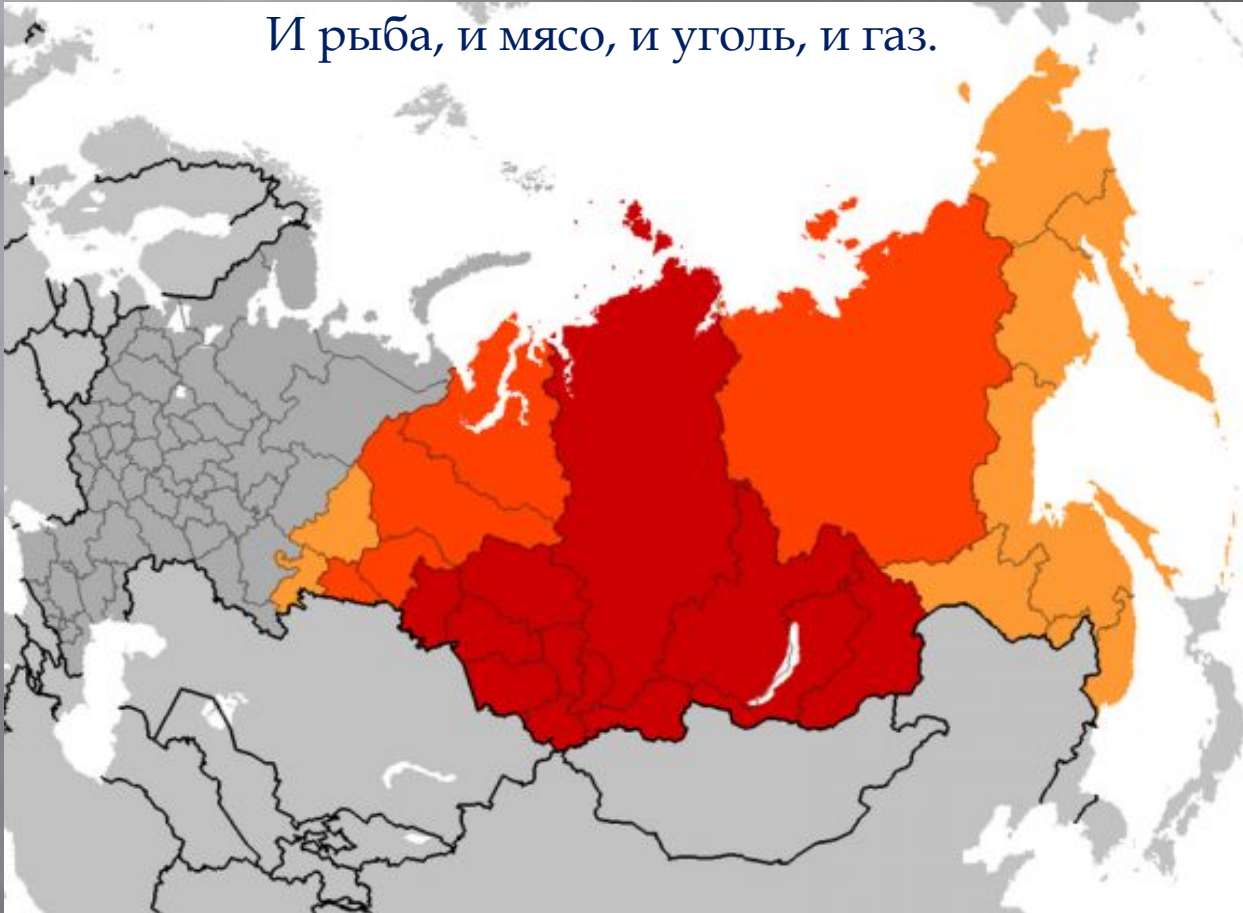 И рыба, и мясо, и уголь, и газ.